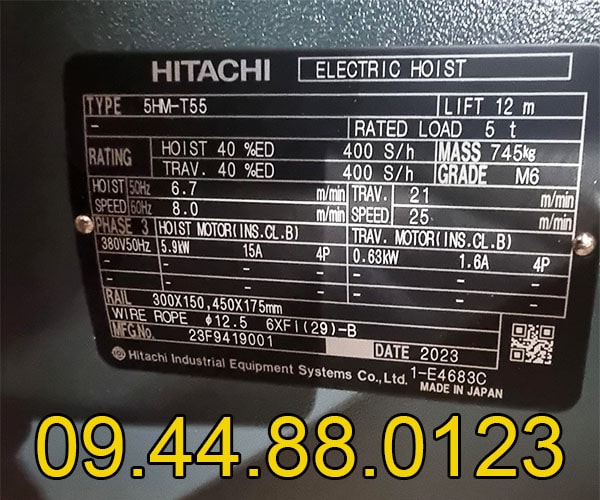 HITACHI ELECTRIC HOIST
TYPE 5HM-T55 LIFT 12 m
- RATED LOAD 5 t
RATING HOIST 40 %ED 400 S/h MASS 745kg
TRAV. 40 %ED 400 S/h GRADE M6
HOIST SPEED 50Hz 6.7 m/min TRAV. SPEED 21 m/min
60Hz 8.0 m/min 25 m/min
PHASE 3 HOIST MOTOR(INS.CL.B) TRAV. MOTOR(INS.CL.B)
380V50Hz 5.9kW 15A 4P 0.63kW 1.6A 4P
- - - - - - -
- - - - - - -
RAIL 300X150,450X175mm
WIRE ROPE φ12.5 6XFi(29)-B
MFG No. 23F9419001 DATE 2023
Hitachi Industrial Equipment Systems Co.,Ltd. 1-E4683C
MADE IN JAPAN
09.44.88.0123